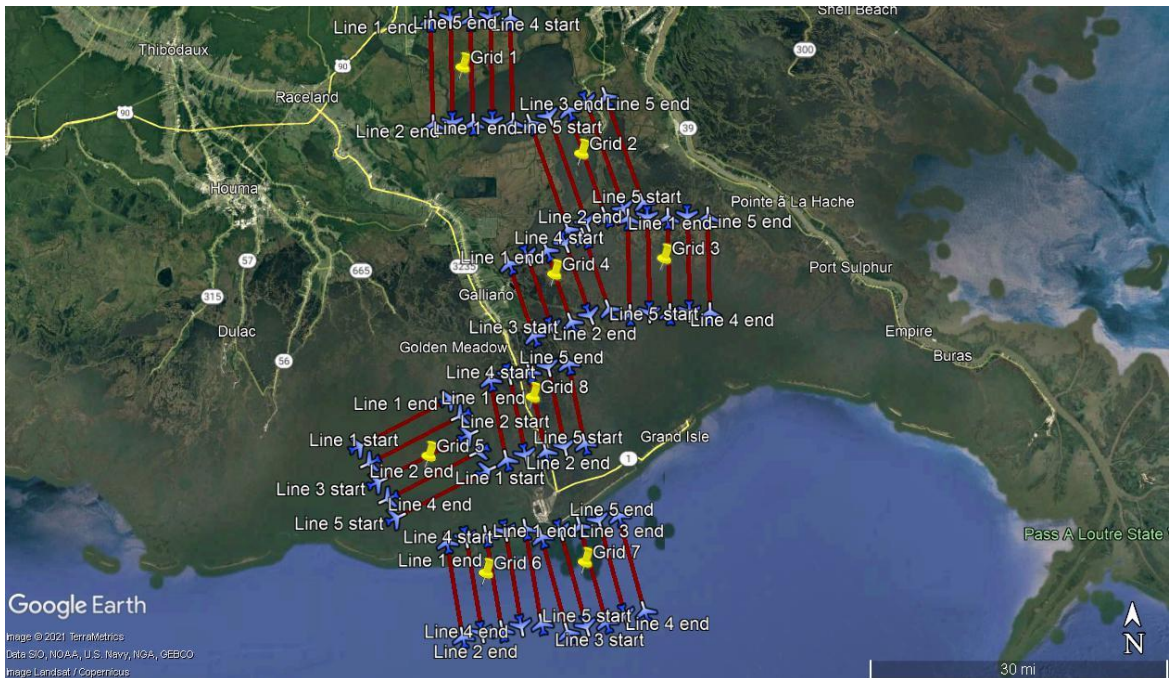 Shell Beach
Line 1 end
Line 5 end
Line 4 start
Thibodaux
300
Grid 1
90
Raceland
Line 3 end
Line 5 end
90
Line 2 end
Line 1 end
Line 5 start
39
Grid 2
Houma
Line 5 start
Pointe à La Hache
Line 2 end
Line 1 end
Line 5 end
Line 4 start
Grid 3
57
Line 1 end
Grid 4
3235
665
Port Sulphur
Galliano
315
Line 5 start
Line 4 end
Dulac
Line 3 start
Line 2 end
Empire
Golden Meadow
Buras
56
Line 5 end
Line 4 start
Grid 8
Line 1 end
Line 1 end
Line 2 start
Line 1 start
Line 5 start
Grand Isle
Grid 5
1
Line 2 end
Line 2 end
Line 1 start
Line 3 start
Line 4 end
Line 5 end
Line 5 start
Line 4 start
Line 1 end
Line 3 end
Pass A Loutre State
Line 1 end
Grid 7
Grid 6
Google Earth
Line 5 start
Line 4 end
Line 4 end
Image © 2021 TerraMetrics
Line 3 start
Line 2 end
Data SIO, NOAA, U.S. Navy, NGA, GEBCO
N
Image Landsat / Copernicus
30 mi